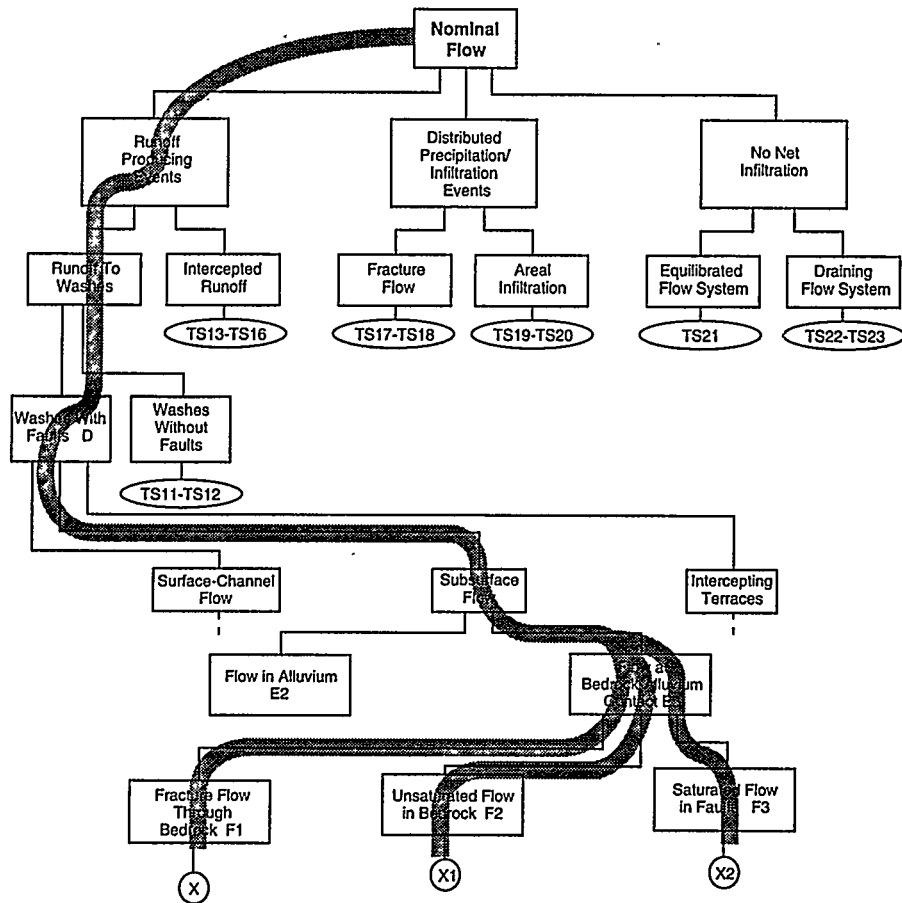 Nominal
Flow
Runoff
Producing
Events
Distributed
Precipitation/
Infiltration
Events
No Net
Infiltration
Runoff To
Washes
Intercepted
Runoff
Fracture
Flow
Areal
Infiltration
Equilibrated
Flow System
Draining
Flow System
TS13-TS16
TS17-TS18
TS19-TS20
TS21
TS22-TS23
Washes With
Faults D
Washes
Without
Faults
TS11-TS12
Surface-Channel
Flow
Subsurface
Flow
Intercepting
Terraces
Flow in Alluvium
E2
Bedrock/Alluvium
Contact
Fracture Flow
Through
Bedrock F1
Unsaturated Flow
in Bedrock F2
Saturated Flow
in Fault F3
X
X1
X2